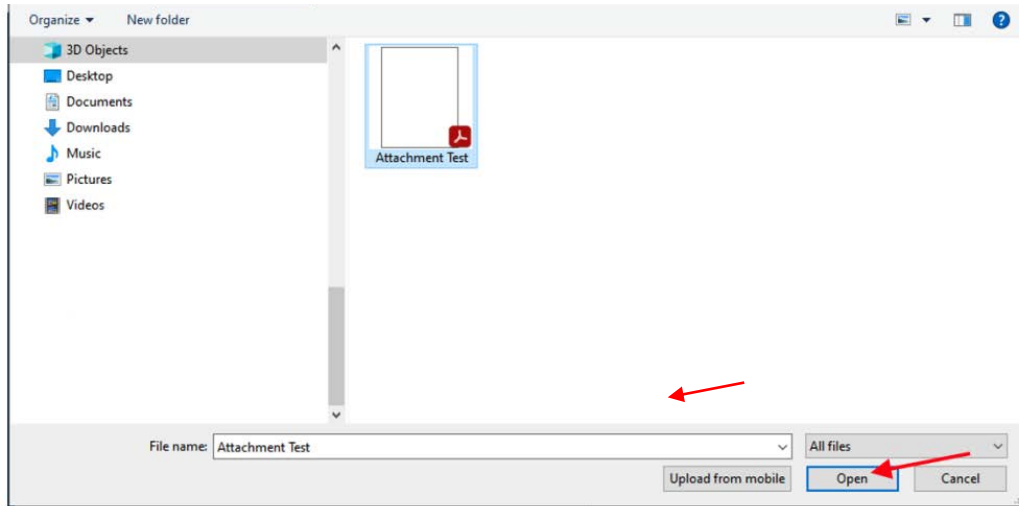 Organize New folder
3D Objects
Desktop
Documents
Downloads
Music
Pictures
Videos
Attachment Test
File name: Attachment Test All files
Upload from mobile Open Cancel